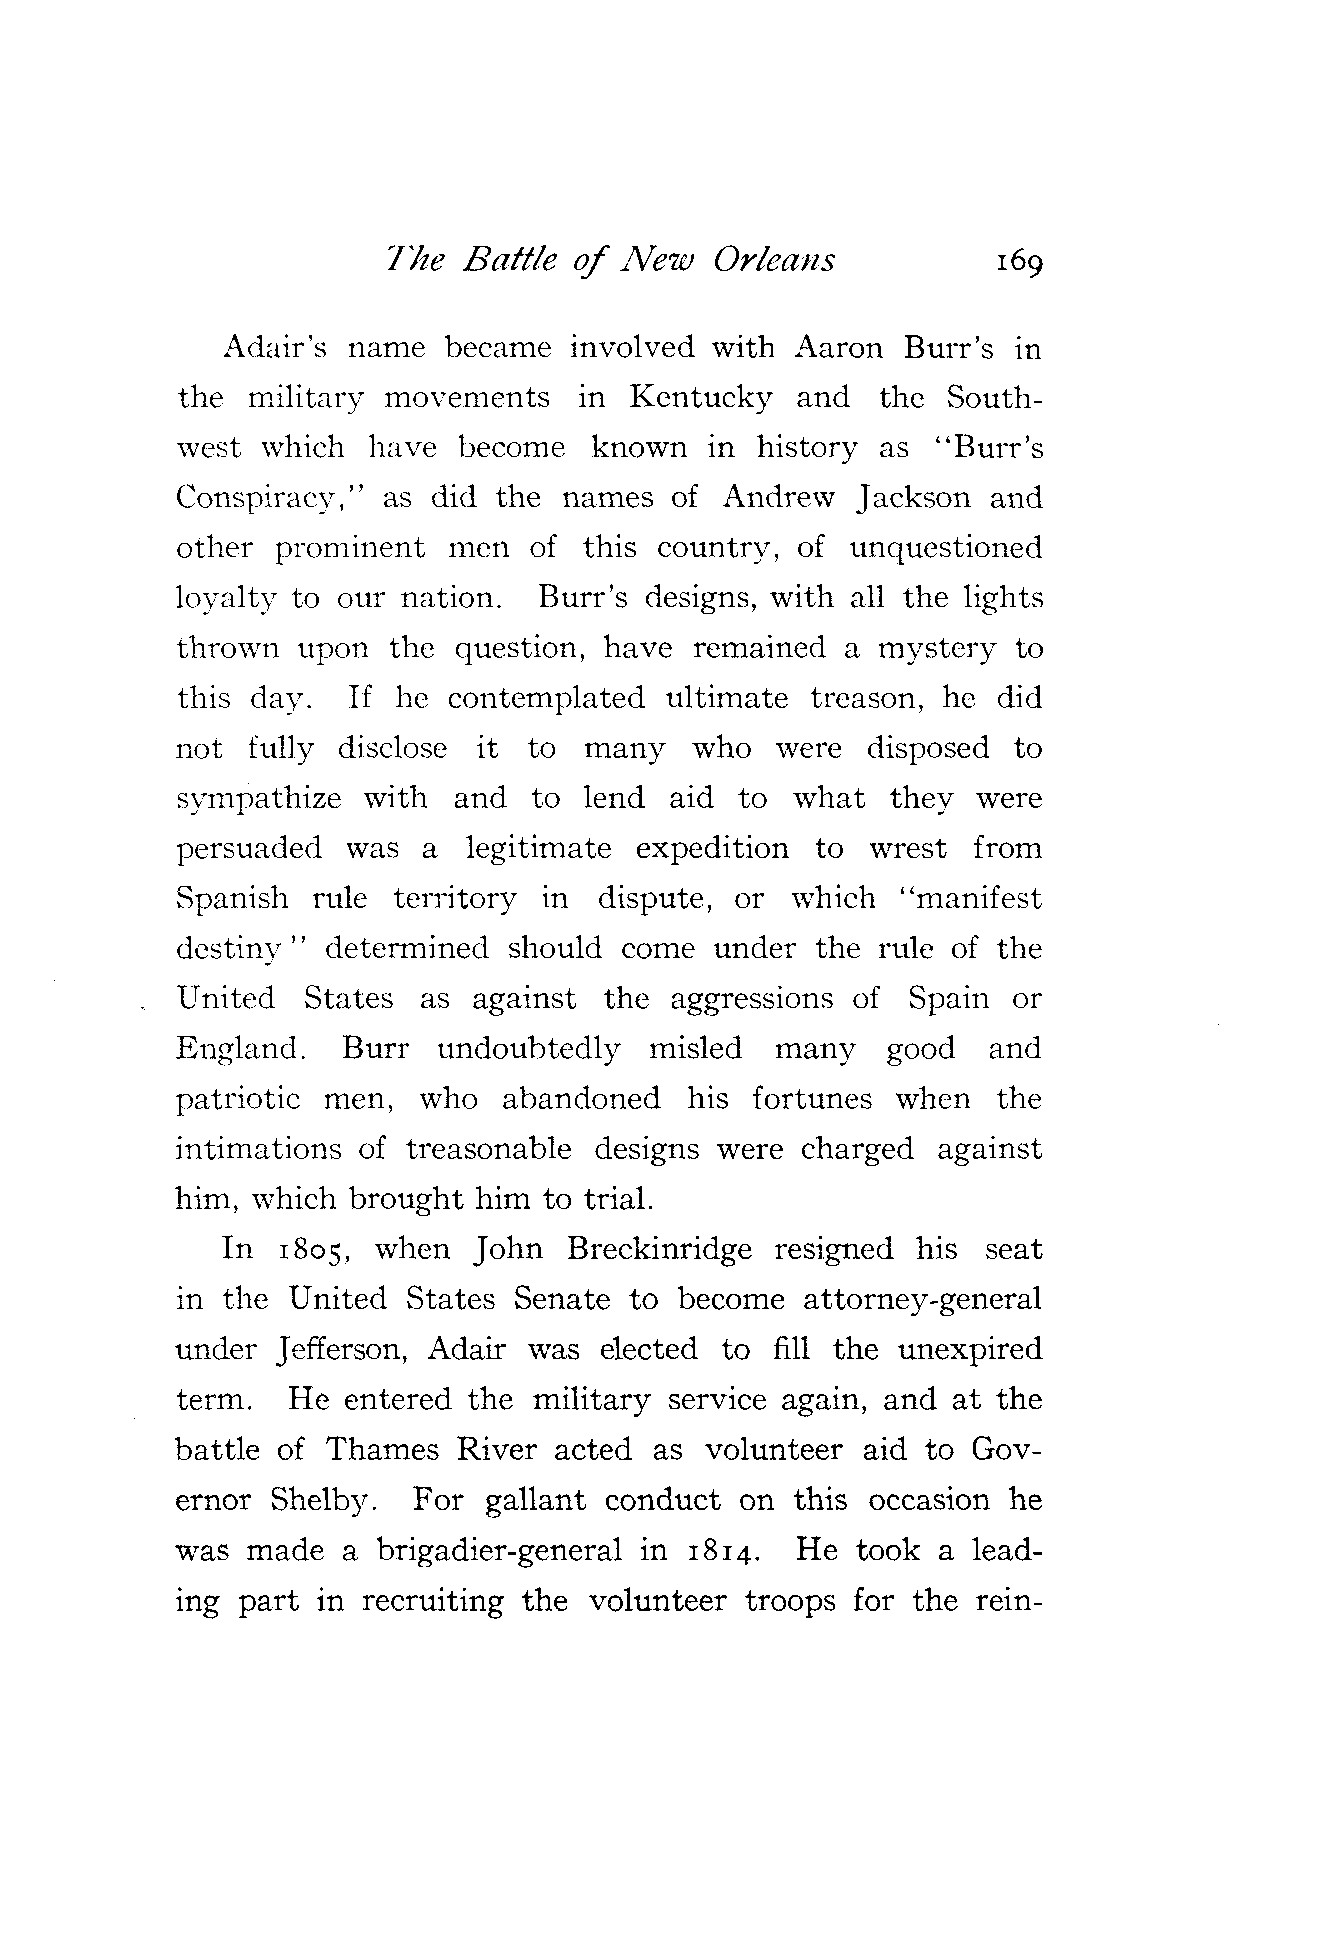 The Battle of New Orleans 169
Adair's name became involved with Aaron Burr's in
the military movements in Kentucky and the South-
west which have become known in history as "Burr's
Conspiracy," as did the names of Andrew Jackson and
other prominent men of this country, of unquestioned
loyalty to our nation. Burr's designs, with all the lights
thrown upon the question, have remained a mystery to
this day. If he contemplated ultimate treason, he did
not fully disclose it to many who were disposed to
sympathize with and to lend aid to what they were
persuaded was a legitimate expedition to wrest from
Spanish rule territory in dispute, or which "manifest
destiny" determined should come under the rule of the
United States as against the aggressions of Spain or
England. Burr undoubtedly misled many good and
patriotic men, who abandoned his fortunes when the
intimations of treasonable designs were charged against
him, which brought him to trial.
In 1805, when John Breckinridge resigned his seat
in the United States Senate to become attorney-general
under Jefferson, Adair was elected to fill the unexpired
term. He entered the military service again, and at the
battle of Thames River acted as volunteer aid to Gov-
ernor Shelby. For gallant conduct on this occasion he
was made a brigadier-general in 1814. He took a lead-
ing part in recruiting the volunteer troops for the rein-